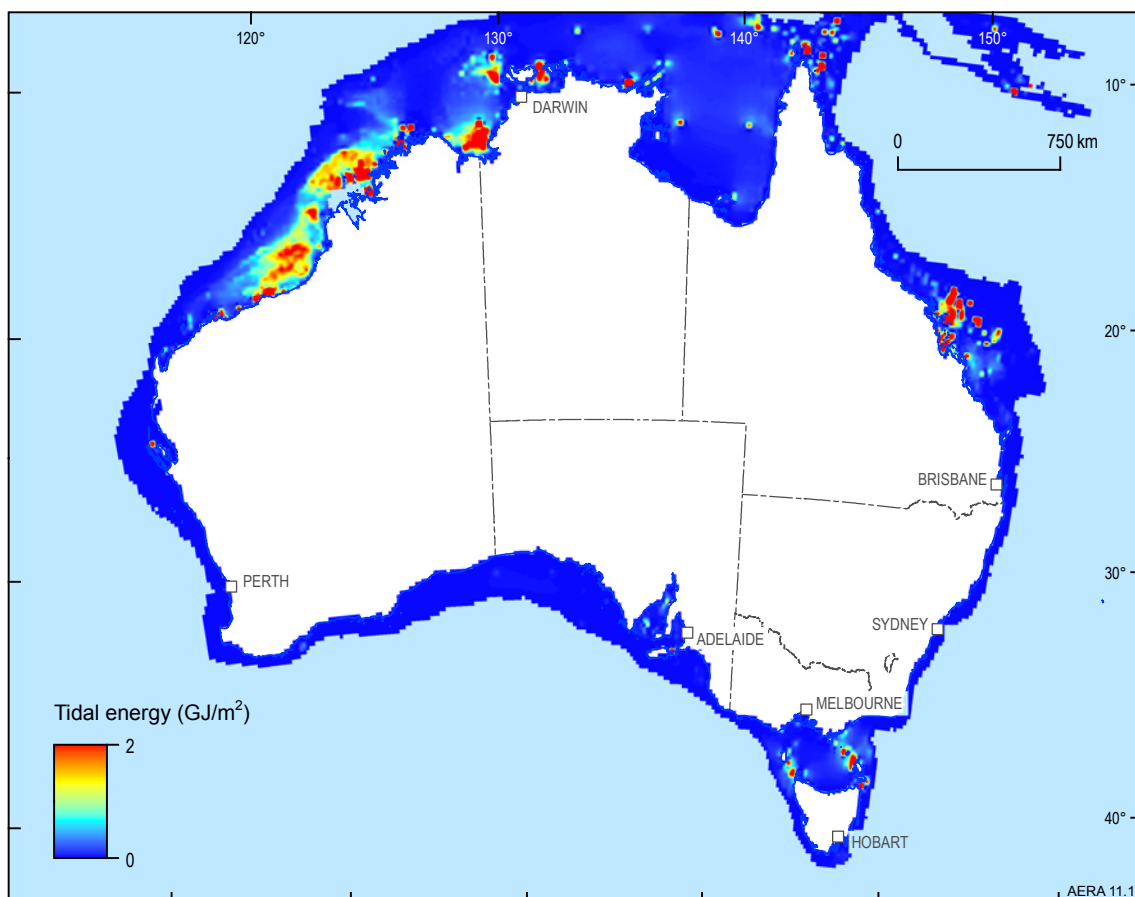 120°
130°
140°
150°
10°
DARWIN
0
750 km
20°
BRISBANE
30°
PERTH
SYDNEY
ADELAIDE
MELBOURNE
Tidal energy (GJ/m²)
2
0
40°
HOBART
AERA 11.1